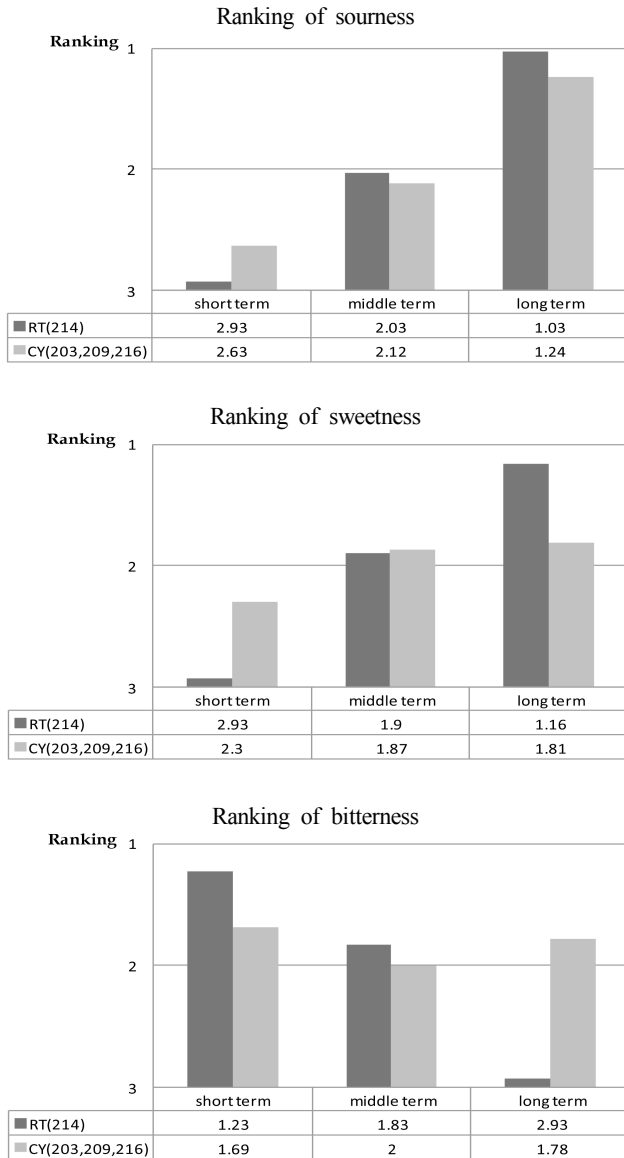 Ranking of sourness
Ranking
1
2
3
short term middle term long term
RT(214) 2.93 2.03 1.03
CY(203,209,216) 2.63 2.12 1.24
Ranking of sweetness
Ranking
1
2
3
short term middle term long term
RT(214) 2.93 1.9 1.16
CY(203,209,216) 2.3 1.87 1.81
Ranking of bitterness
Ranking
1
2
3
short term middle term long term
RT(214) 1.23 1.83 2.93
CY(203,209,216) 1.69 2 1.78